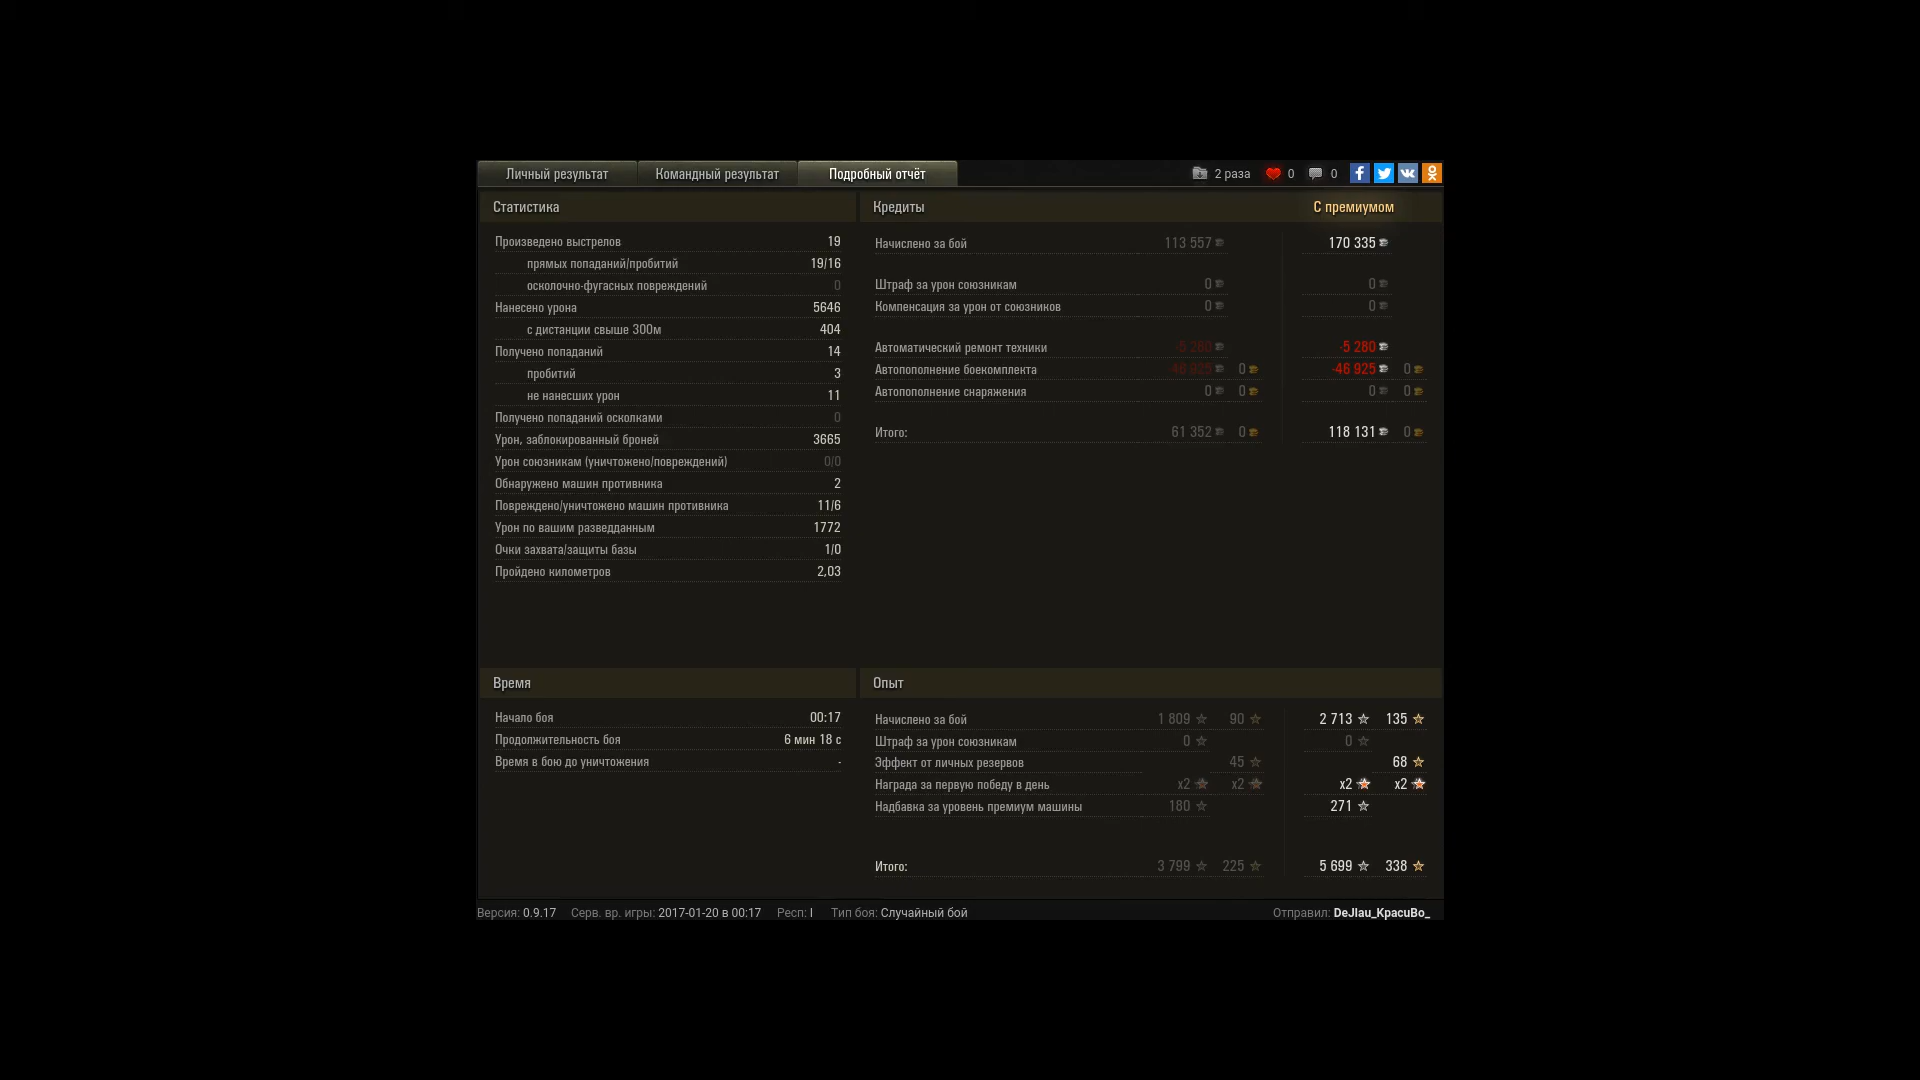 Личный результат Командный результат Подробный отчёт 2 раза 0 0
Статистика
Произведено выстрелов 19
прямых попаданий/пробитий 19/16
осколочно-фугасных повреждений 0
Нанесено урона 5646
с дистанции свыше 300м 404
Получено попаданий 14
пробитий 3
не нанесших урон 11
Получено попаданий осколками 0
Урон, заблокированный броней 3665
Урон союзникам (уничтожено/повреждений) 0/0
Обнаружено машин противника 2
Повреждено/уничтожено машин противника 11/6
Урон по вашим разведданным 1772
Очки захвата/защиты базы 1/0
Пройдено километров 2,03
Кредиты С премиумом
Начислено за бой 113 557 170 335
Штраф за урон союзникам 0 0
Компенсация за урон от союзников 0 0
Автоматический ремонт техники -5 280 -5 280
Автопополнение боекомплекта -46 925 0 -46 925 0
Автопополнение снаряжения 0 0 0 0
Итого: 61 352 0 118 131 0
Время
Начало боя 00:17
Продолжительность боя 6 мин 18 с
Время в бою до уничтожения -
Опыт
Начислено за бой 1 809 90 2 713 135
Штраф за урон союзникам 0 0
Эффект от личных резервов 45 68
Награда за первую победу в день x2 x2 x2 x2
Надбавка за уровень премиум машины 180 271
Итого: 3 799 225 5 699 338
Версия: 0.9.17 Серв. вр. игры: 2017-01-20 в 00:17 Респ: I Тип боя: Случайный бой Отправил: DeJlau_KpacuBo_